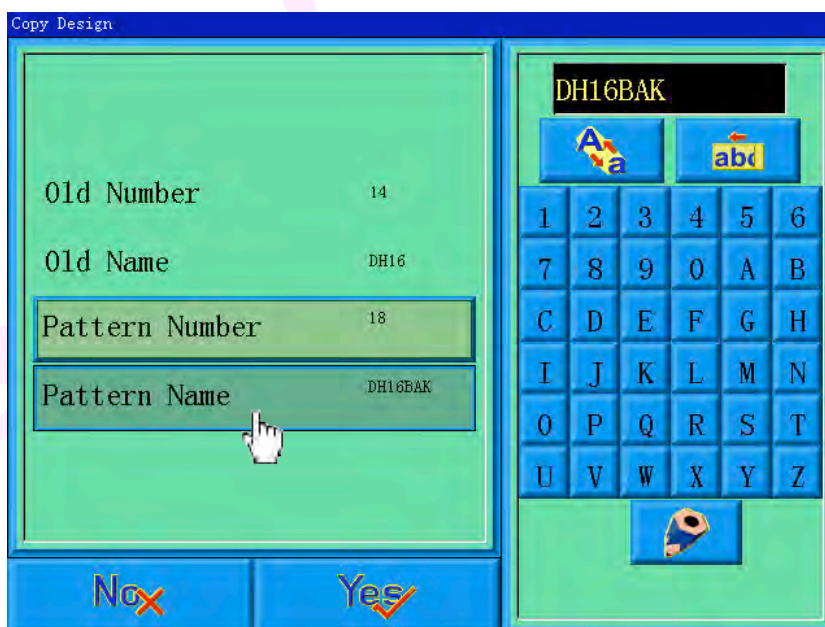 Copy Design
Old Number 14
Old Name DH16
Pattern Number 18
Pattern Name DH16BAK
No
Yes
DH16BAK
A a
abc
1 2 3 4 5 6
7 8 9 0 A B
C D E F G H
I J K L M N
O P Q R S T
U V W X Y Z